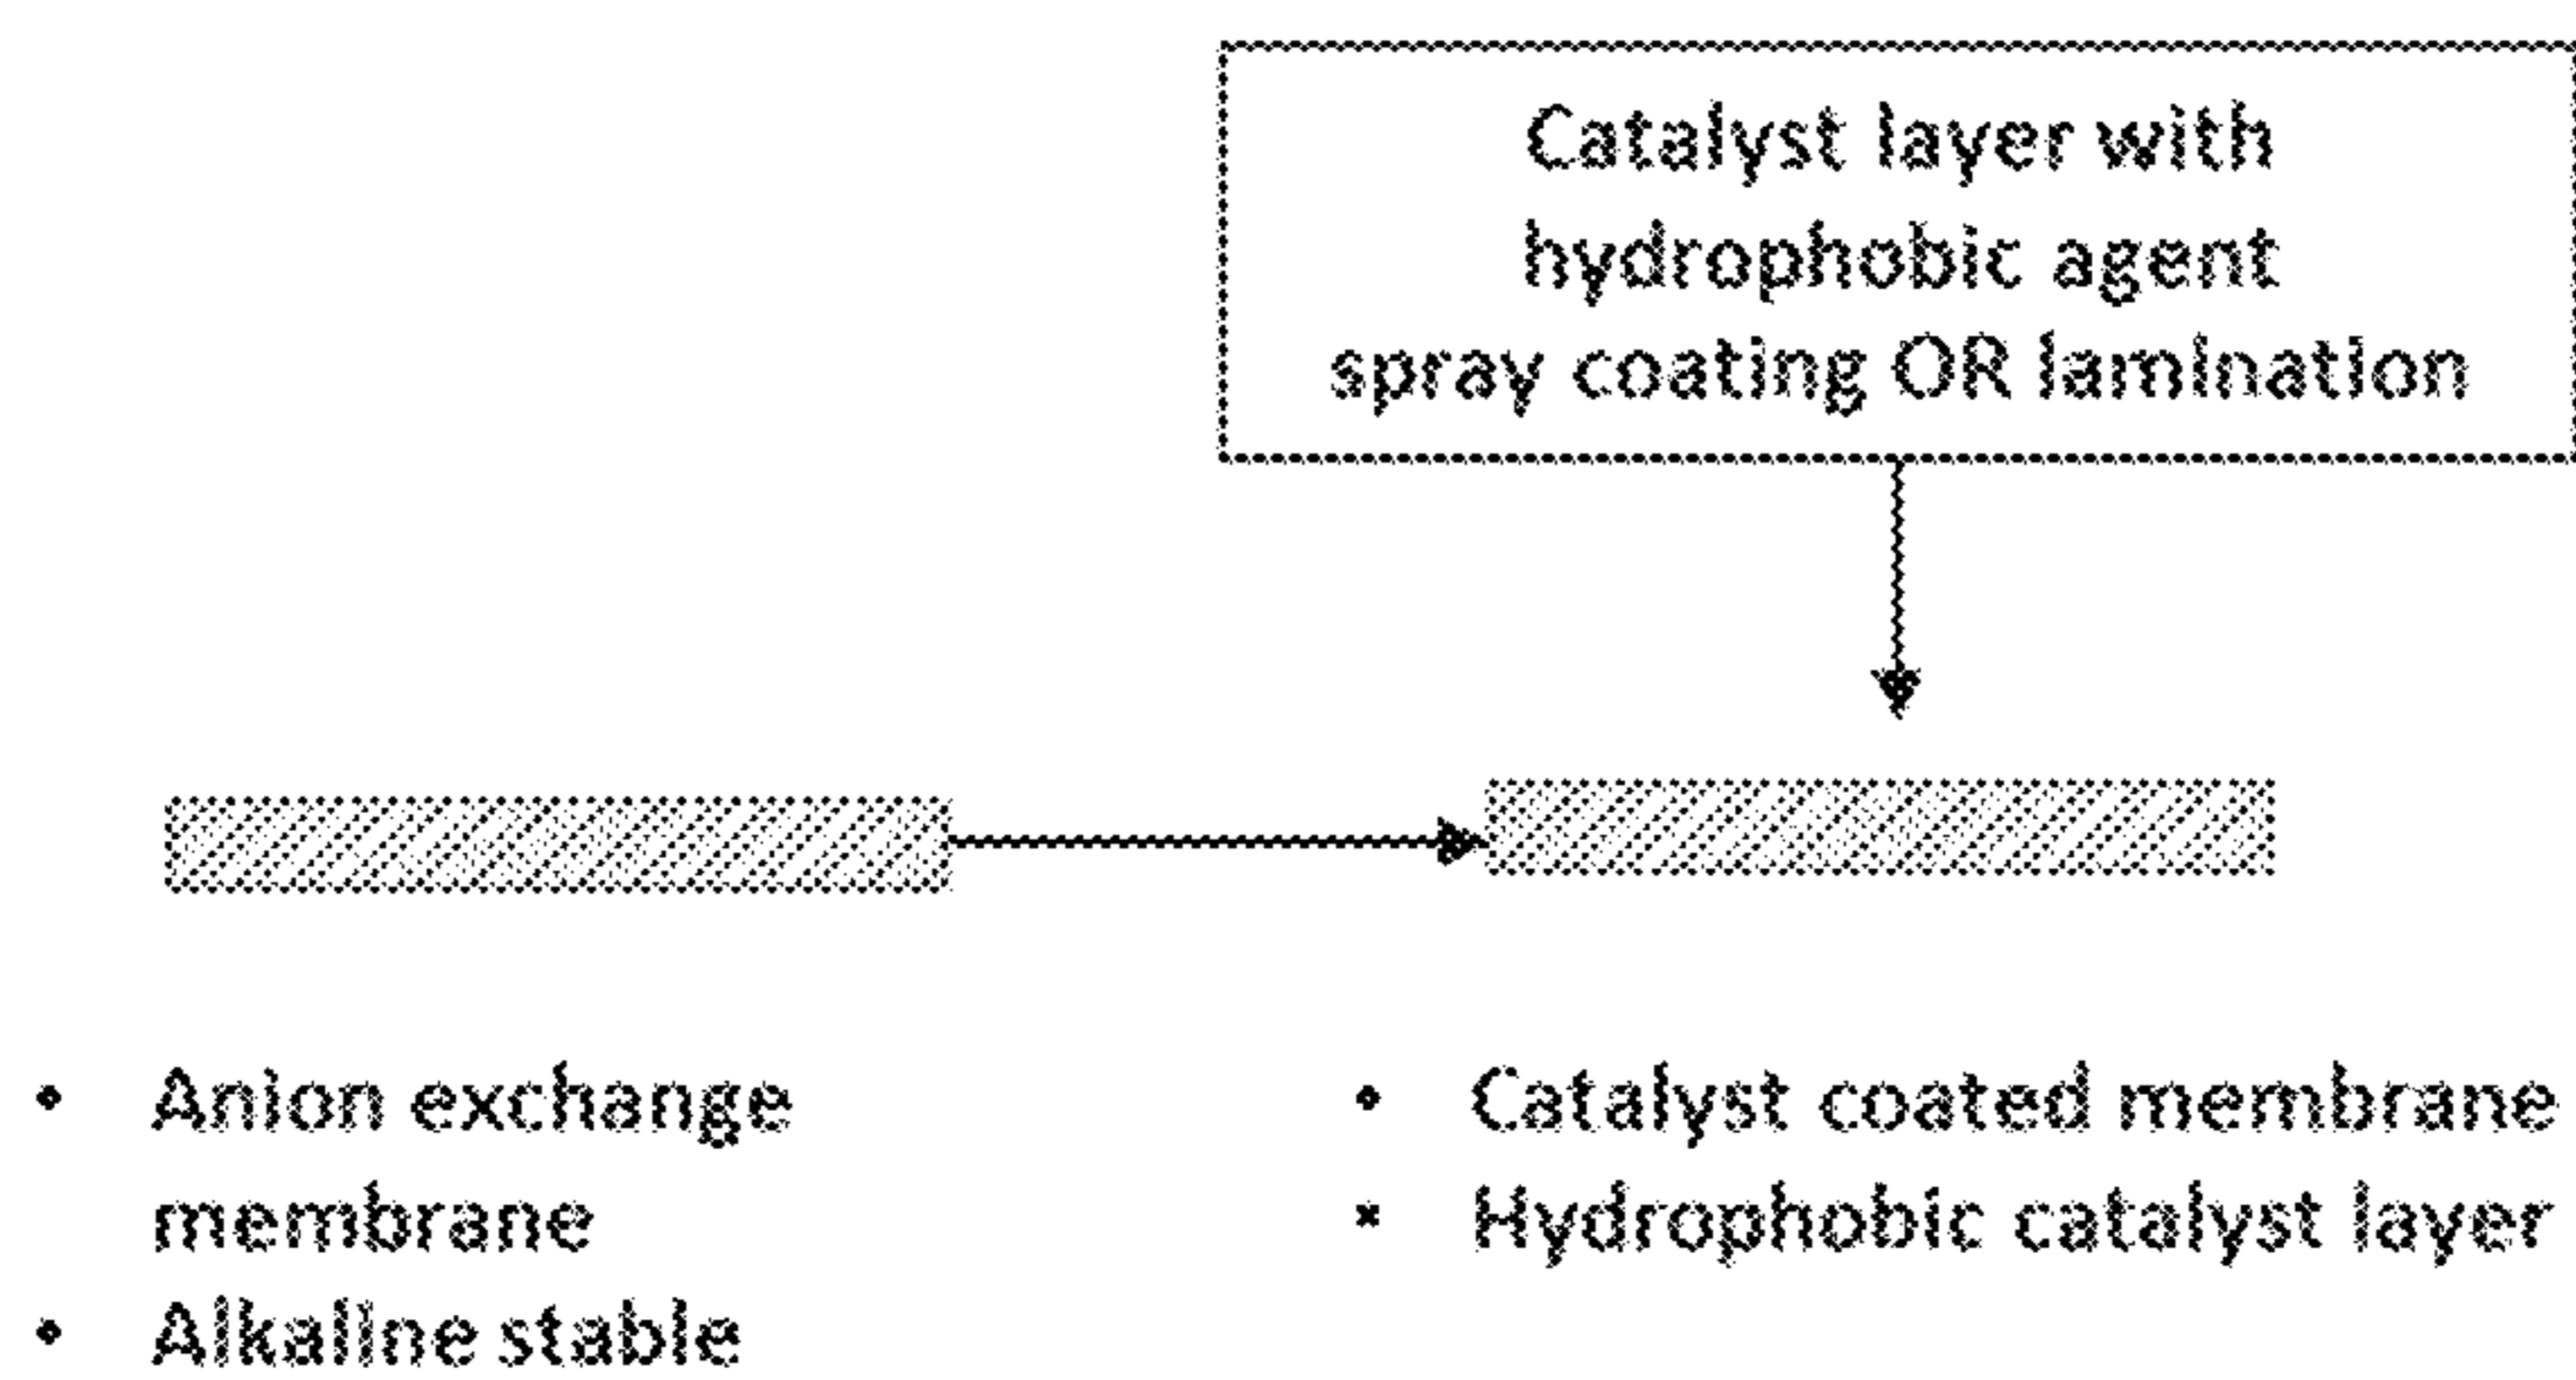 Catalyst layer with
hydrophobic agent
spray coating OR lamination
• Anion exchange
membrane
• Alkaline stable
• Catalyst coated membrane
• Hydrophobic catalyst layer